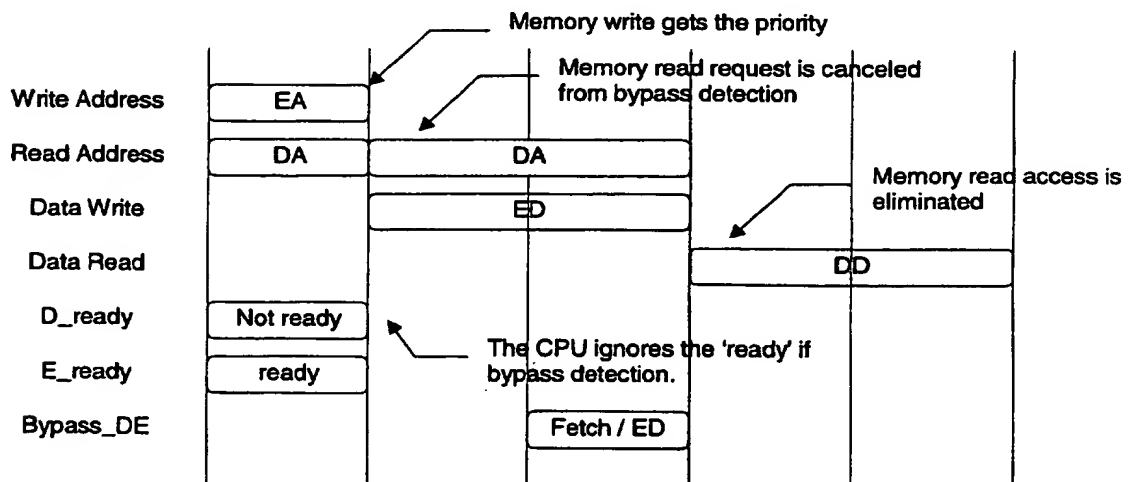 Memory write gets the priority
Memory read request is canceled
from bypass detection
Write Address
EA
Read Address
DA
DA
Memory read access is
eliminated
Data Write
ED
Data Read
DD
D_ready
Not ready
The CPU ignores the 'ready' if
bypass detection.
E_ready
ready
Bypass_DE
Fetch / ED